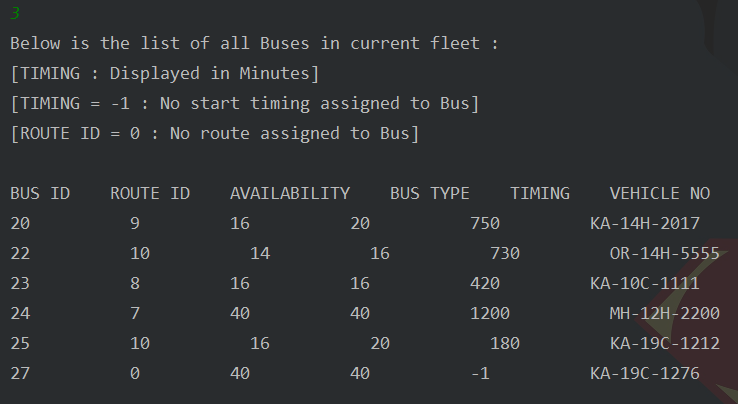 3
Below is the list of all Buses in current fleet :
[TIMING : Displayed in Minutes]
[TIMING = -1 : No start timing assigned to Bus]
[ROUTE ID = 0 : No route assigned to Bus]
BUS ID    ROUTE ID    AVAILABILITY    BUS TYPE    TIMING    VEHICLE NO
20          9         16          20          750         KA-14H-2017
22          10          14          16          730         OR-14H-5555
23          8         16          16          420         KA-10C-1111
24          7         40          40          1200          MH-12H-2200
25          10          16          20          180         KA-19C-1212
27          0         40          40          -1          KA-19C-1276